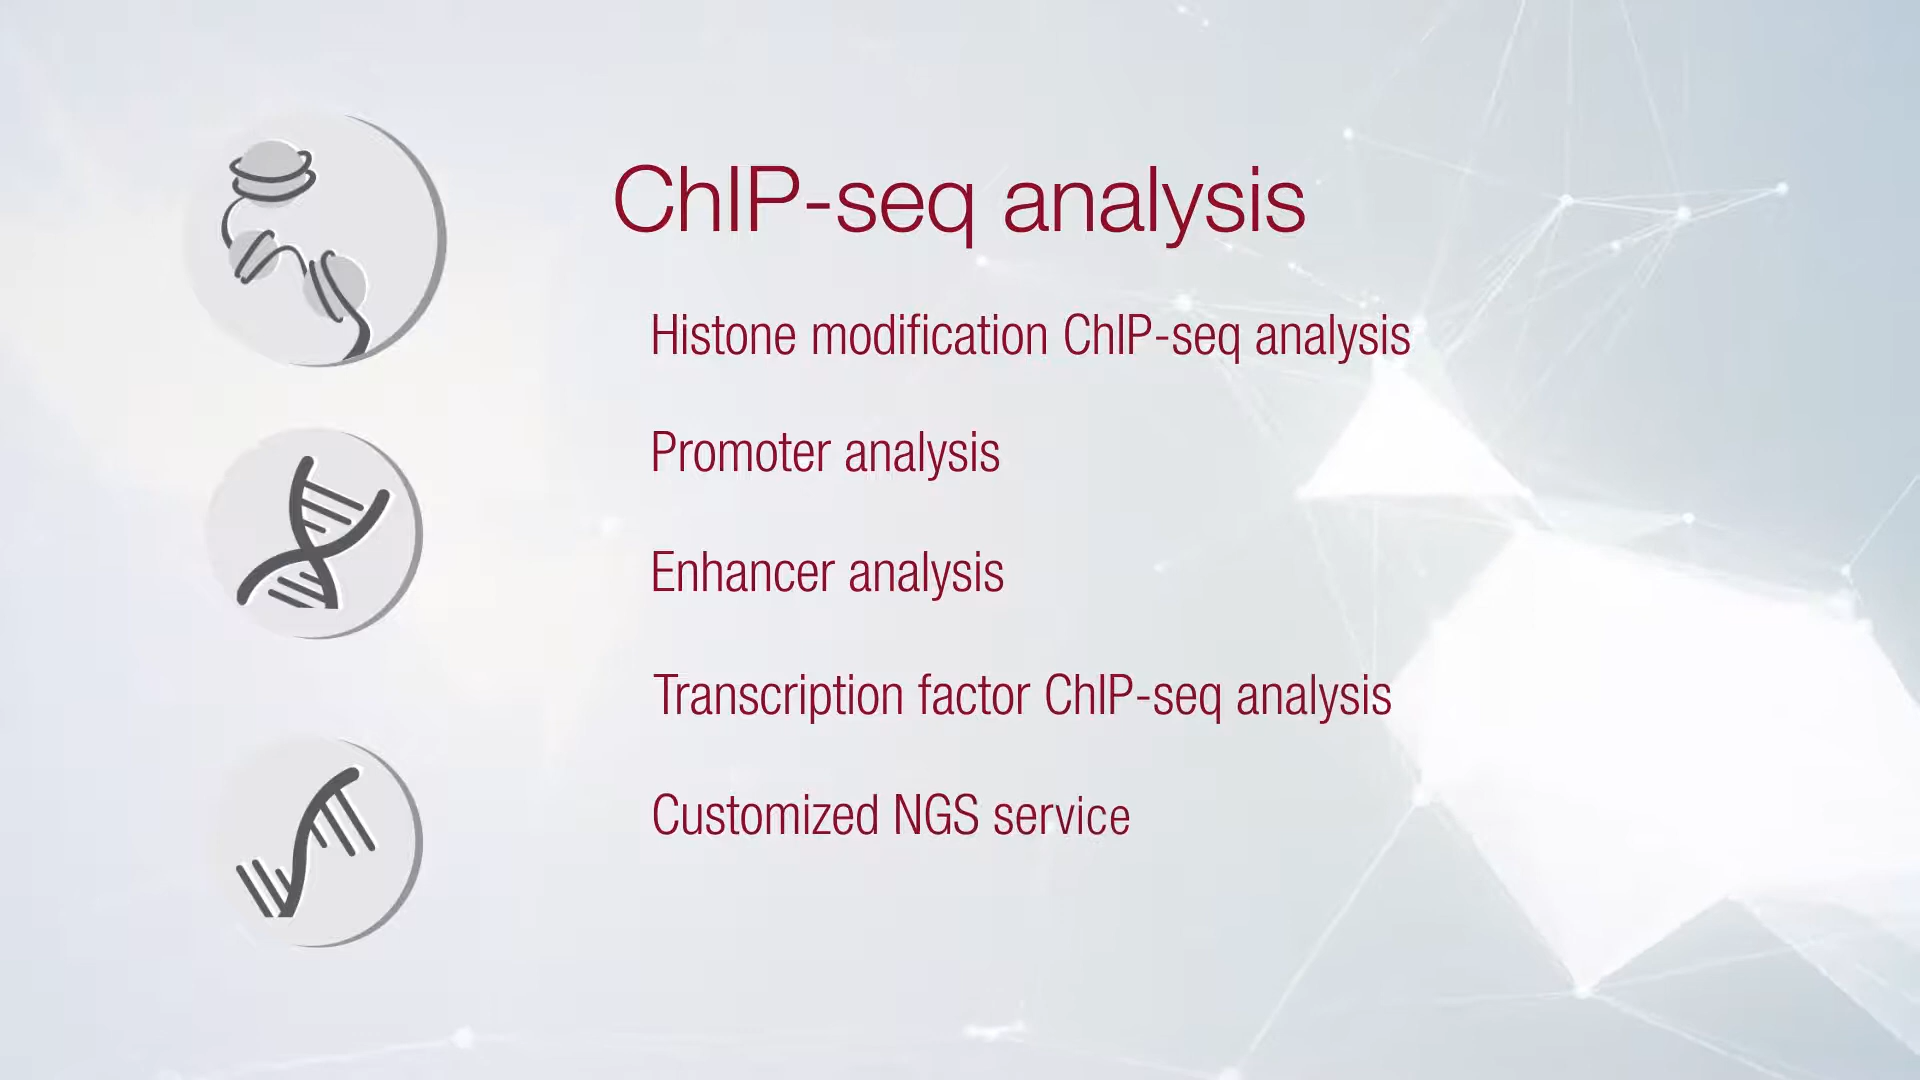 ChIP-seq analysis
Histone modification ChIP-seq analysis
Promoter analysis
Enhancer analysis
Transcription factor ChIP-seq analysis
Customized NGS service